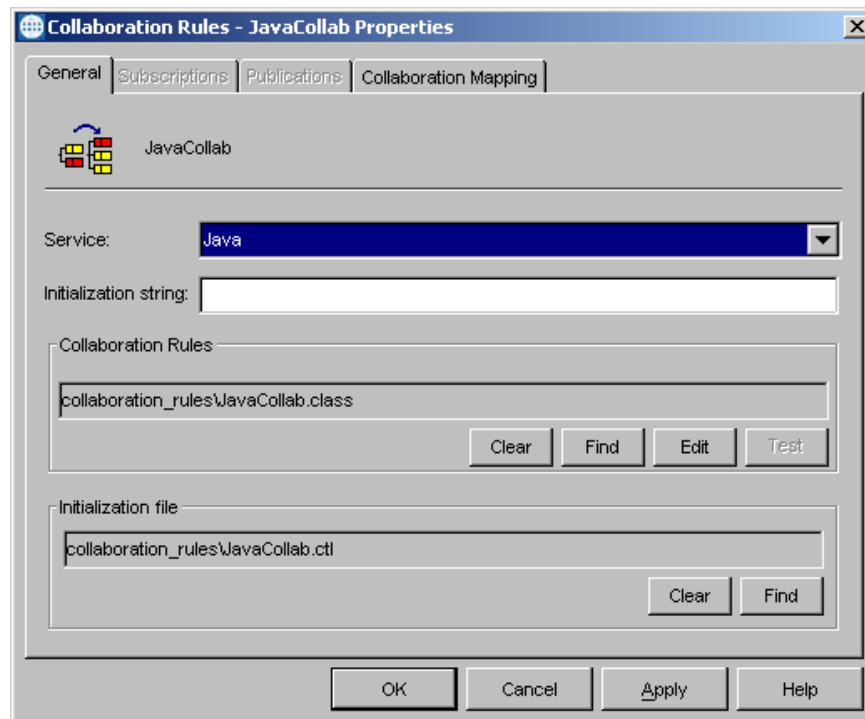 Collaboration Rules - JavaCollab Properties
General Subscriptions Publications Collaboration Mapping
JavaCollab
Service: Java
Initialization string:
Collaboration Rules
collaboration_rules\JavaCollab.class
Clear Find Edit Test
Initialization file
collaboration_rules\JavaCollab.ctl
Clear Find
OK Cancel Apply Help